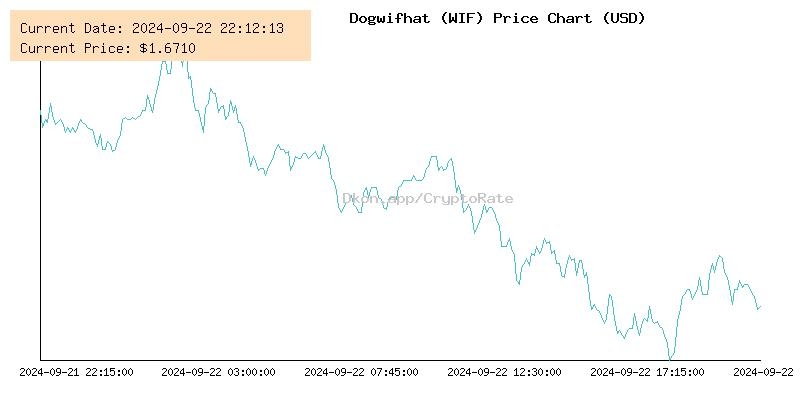 Dogwifhat (WIF) Price Chart (USD)
Current Date: 2024-09-22 22:12:13
Current Price: $1.6710
Dkon.app/CryptoRate
2024-09-21 22:15:00 2024-09-22 03:00:00 2024-09-22 07:45:00 2024-09-22 12:30:00 2024-09-22 17:15:00 2024-09-22